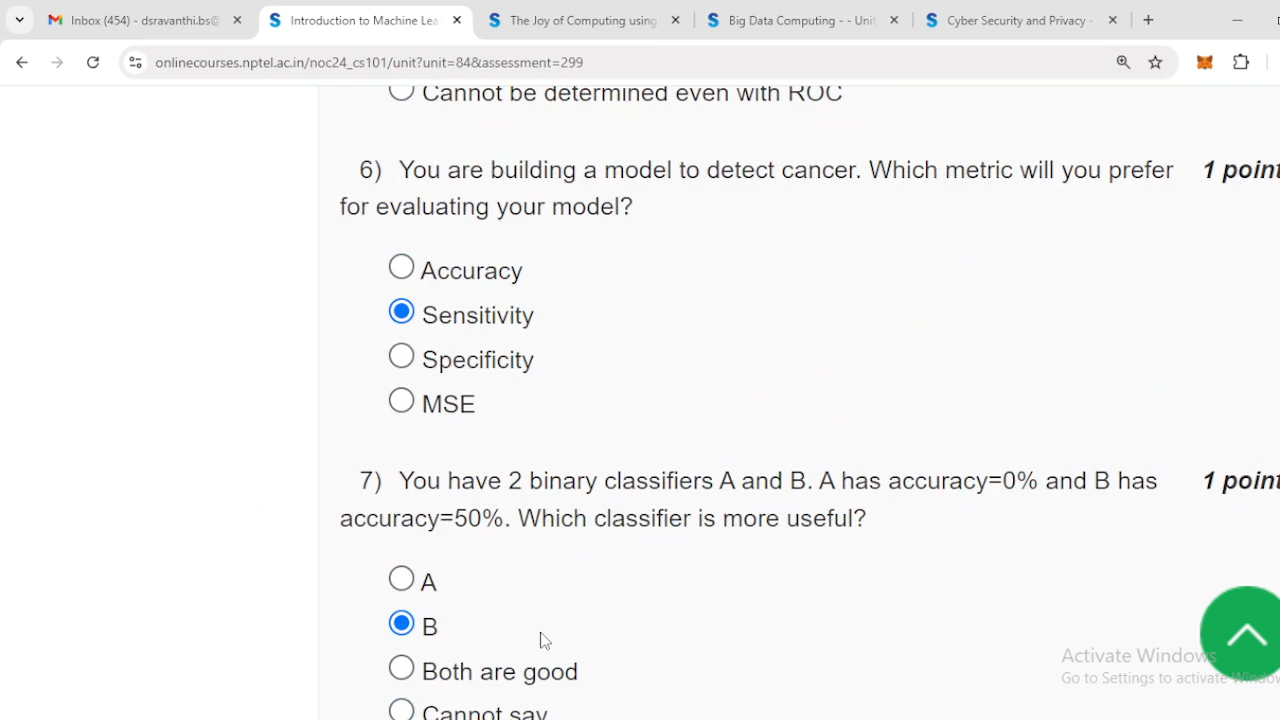 Inbox (454) - dsravanthi.bs@
Introduction to Machine Lea
The Joy of Computing using
Big Data Computing - - Unit
Cyber Security and Privacy -
onlinecourses.nptel.ac.in/noc24_cs101/unit?unit=84&assessment=299
Cannot be determined even with ROC
6) You are building a model to detect cancer. Which metric will you prefer 1 point
for evaluating your model?
Accuracy
Sensitivity
Specificity
MSE
7) You have 2 binary classifiers A and B. A has accuracy=0% and B has 1 point
accuracy=50%. Which classifier is more useful?
A
B
Both are good
Cannot say
Activate Windows
Go to Settings to activate Window